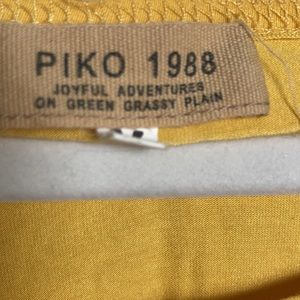 PIKO 1988
JOYFUL ADVENTURES
ON GREEN GRASSY PLAIN